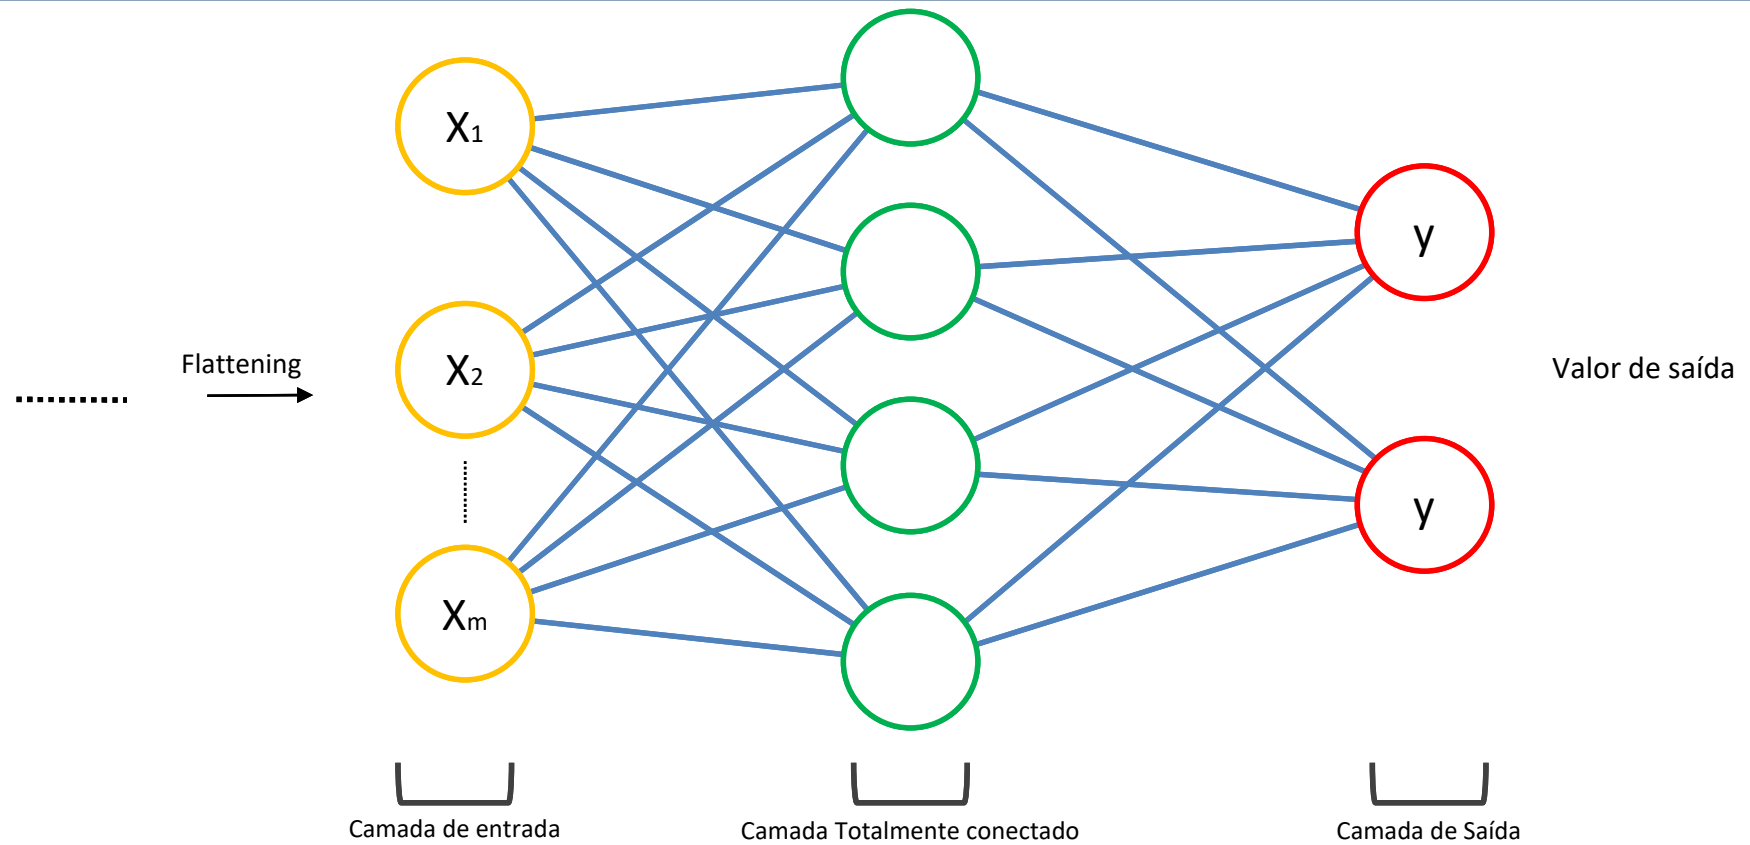 X1
X2
Xm
Flattening
y
y
Valor de saída
Camada de entrada
Camada Totalmente conectado
Camada de Saída